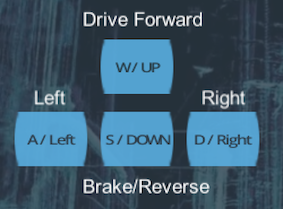 Drive Forward
W / UP
Left Right
A / Left S / DOWN D / Right
Brake/Reverse